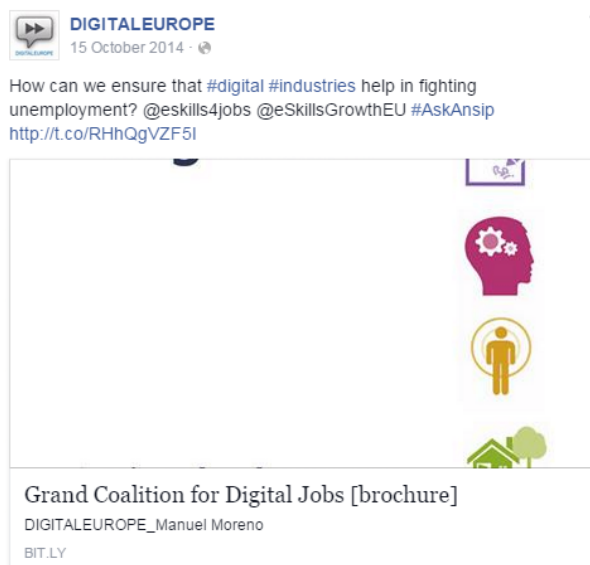 DIGITALEUROPE
DIGITALEUROPE
15 October 2014 ·
How can we ensure that #digital #industries help in fighting
unemployment? @eskills4jobs @eSkillsGrowthEU #AskAnsip
http://t.co/RHhQgVZF5I
Grand Coalition for Digital Jobs [brochure]
DIGITALEUROPE_Manuel Moreno
BIT.LY